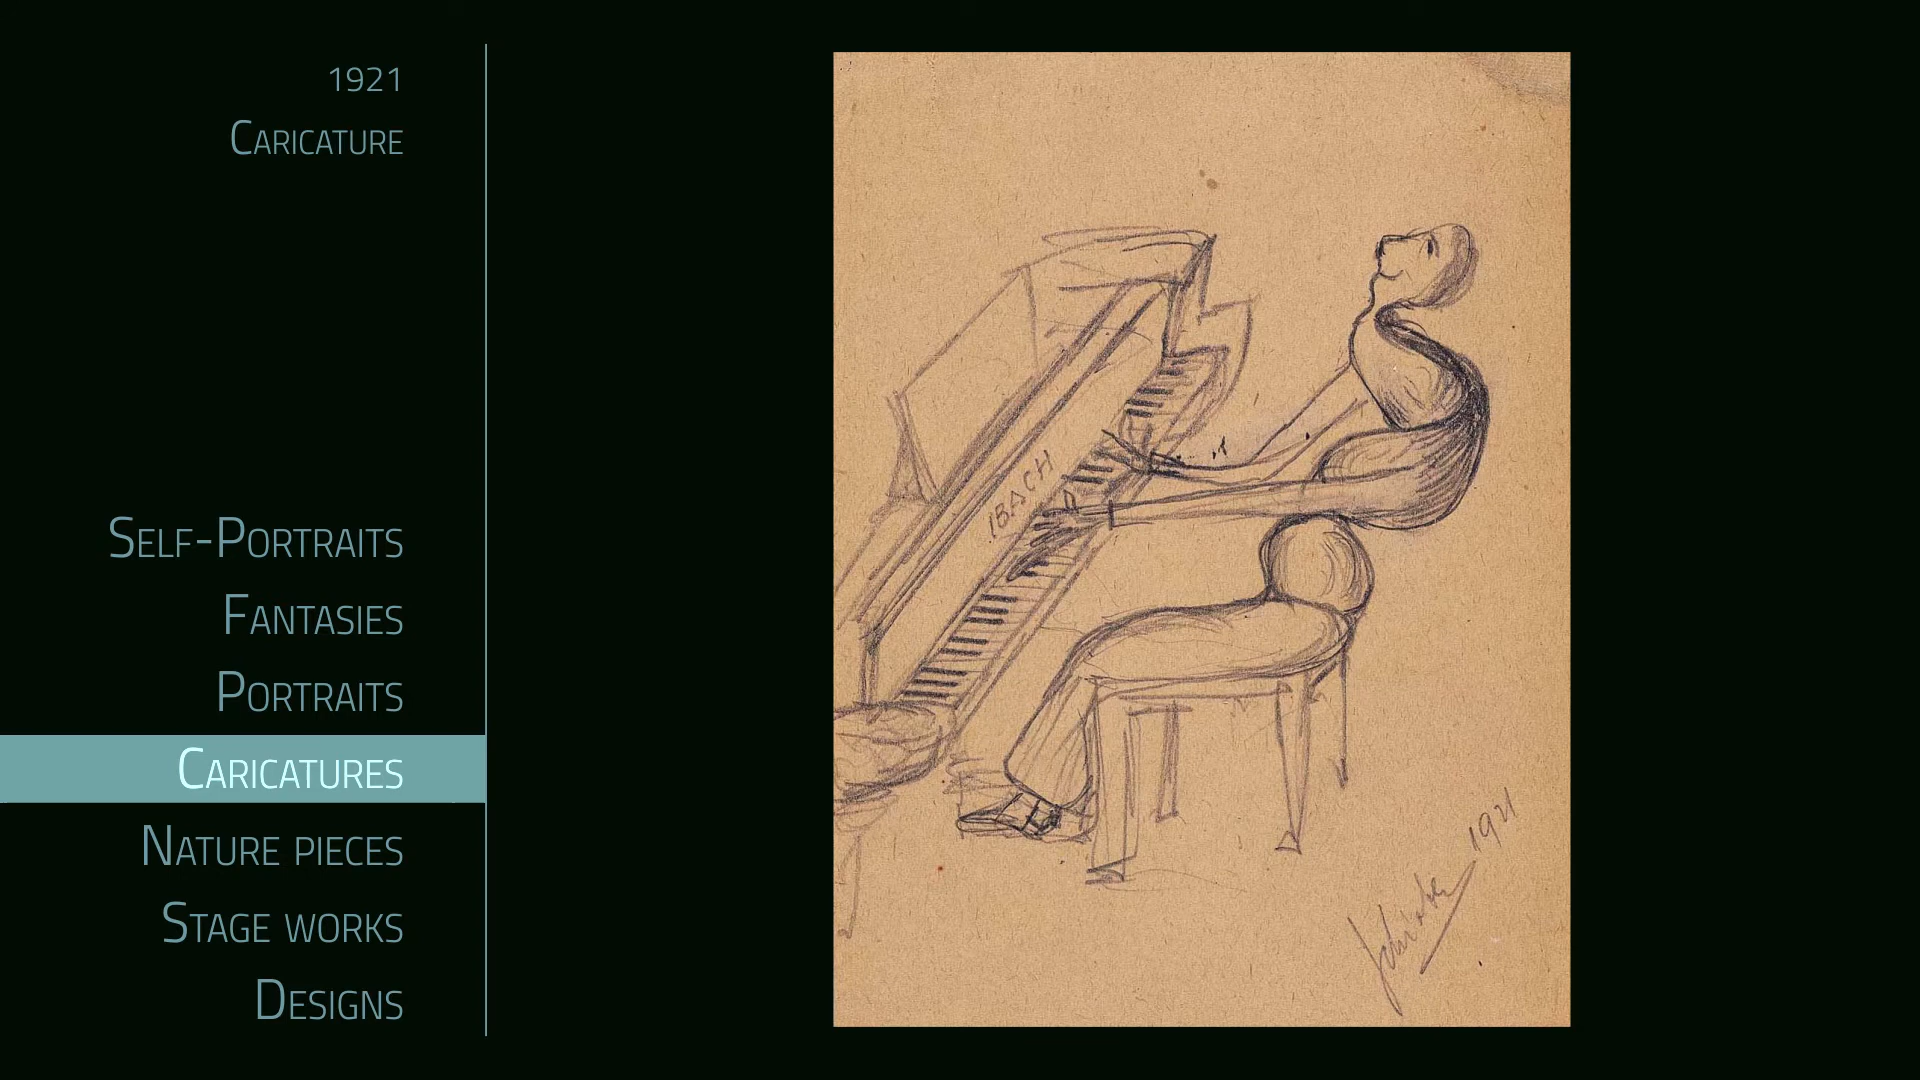 1921
Caricature
Self-Portraits
Fantasies
Portraits
Caricatures
Nature pieces
Stage works
Designs
IBACH
1921